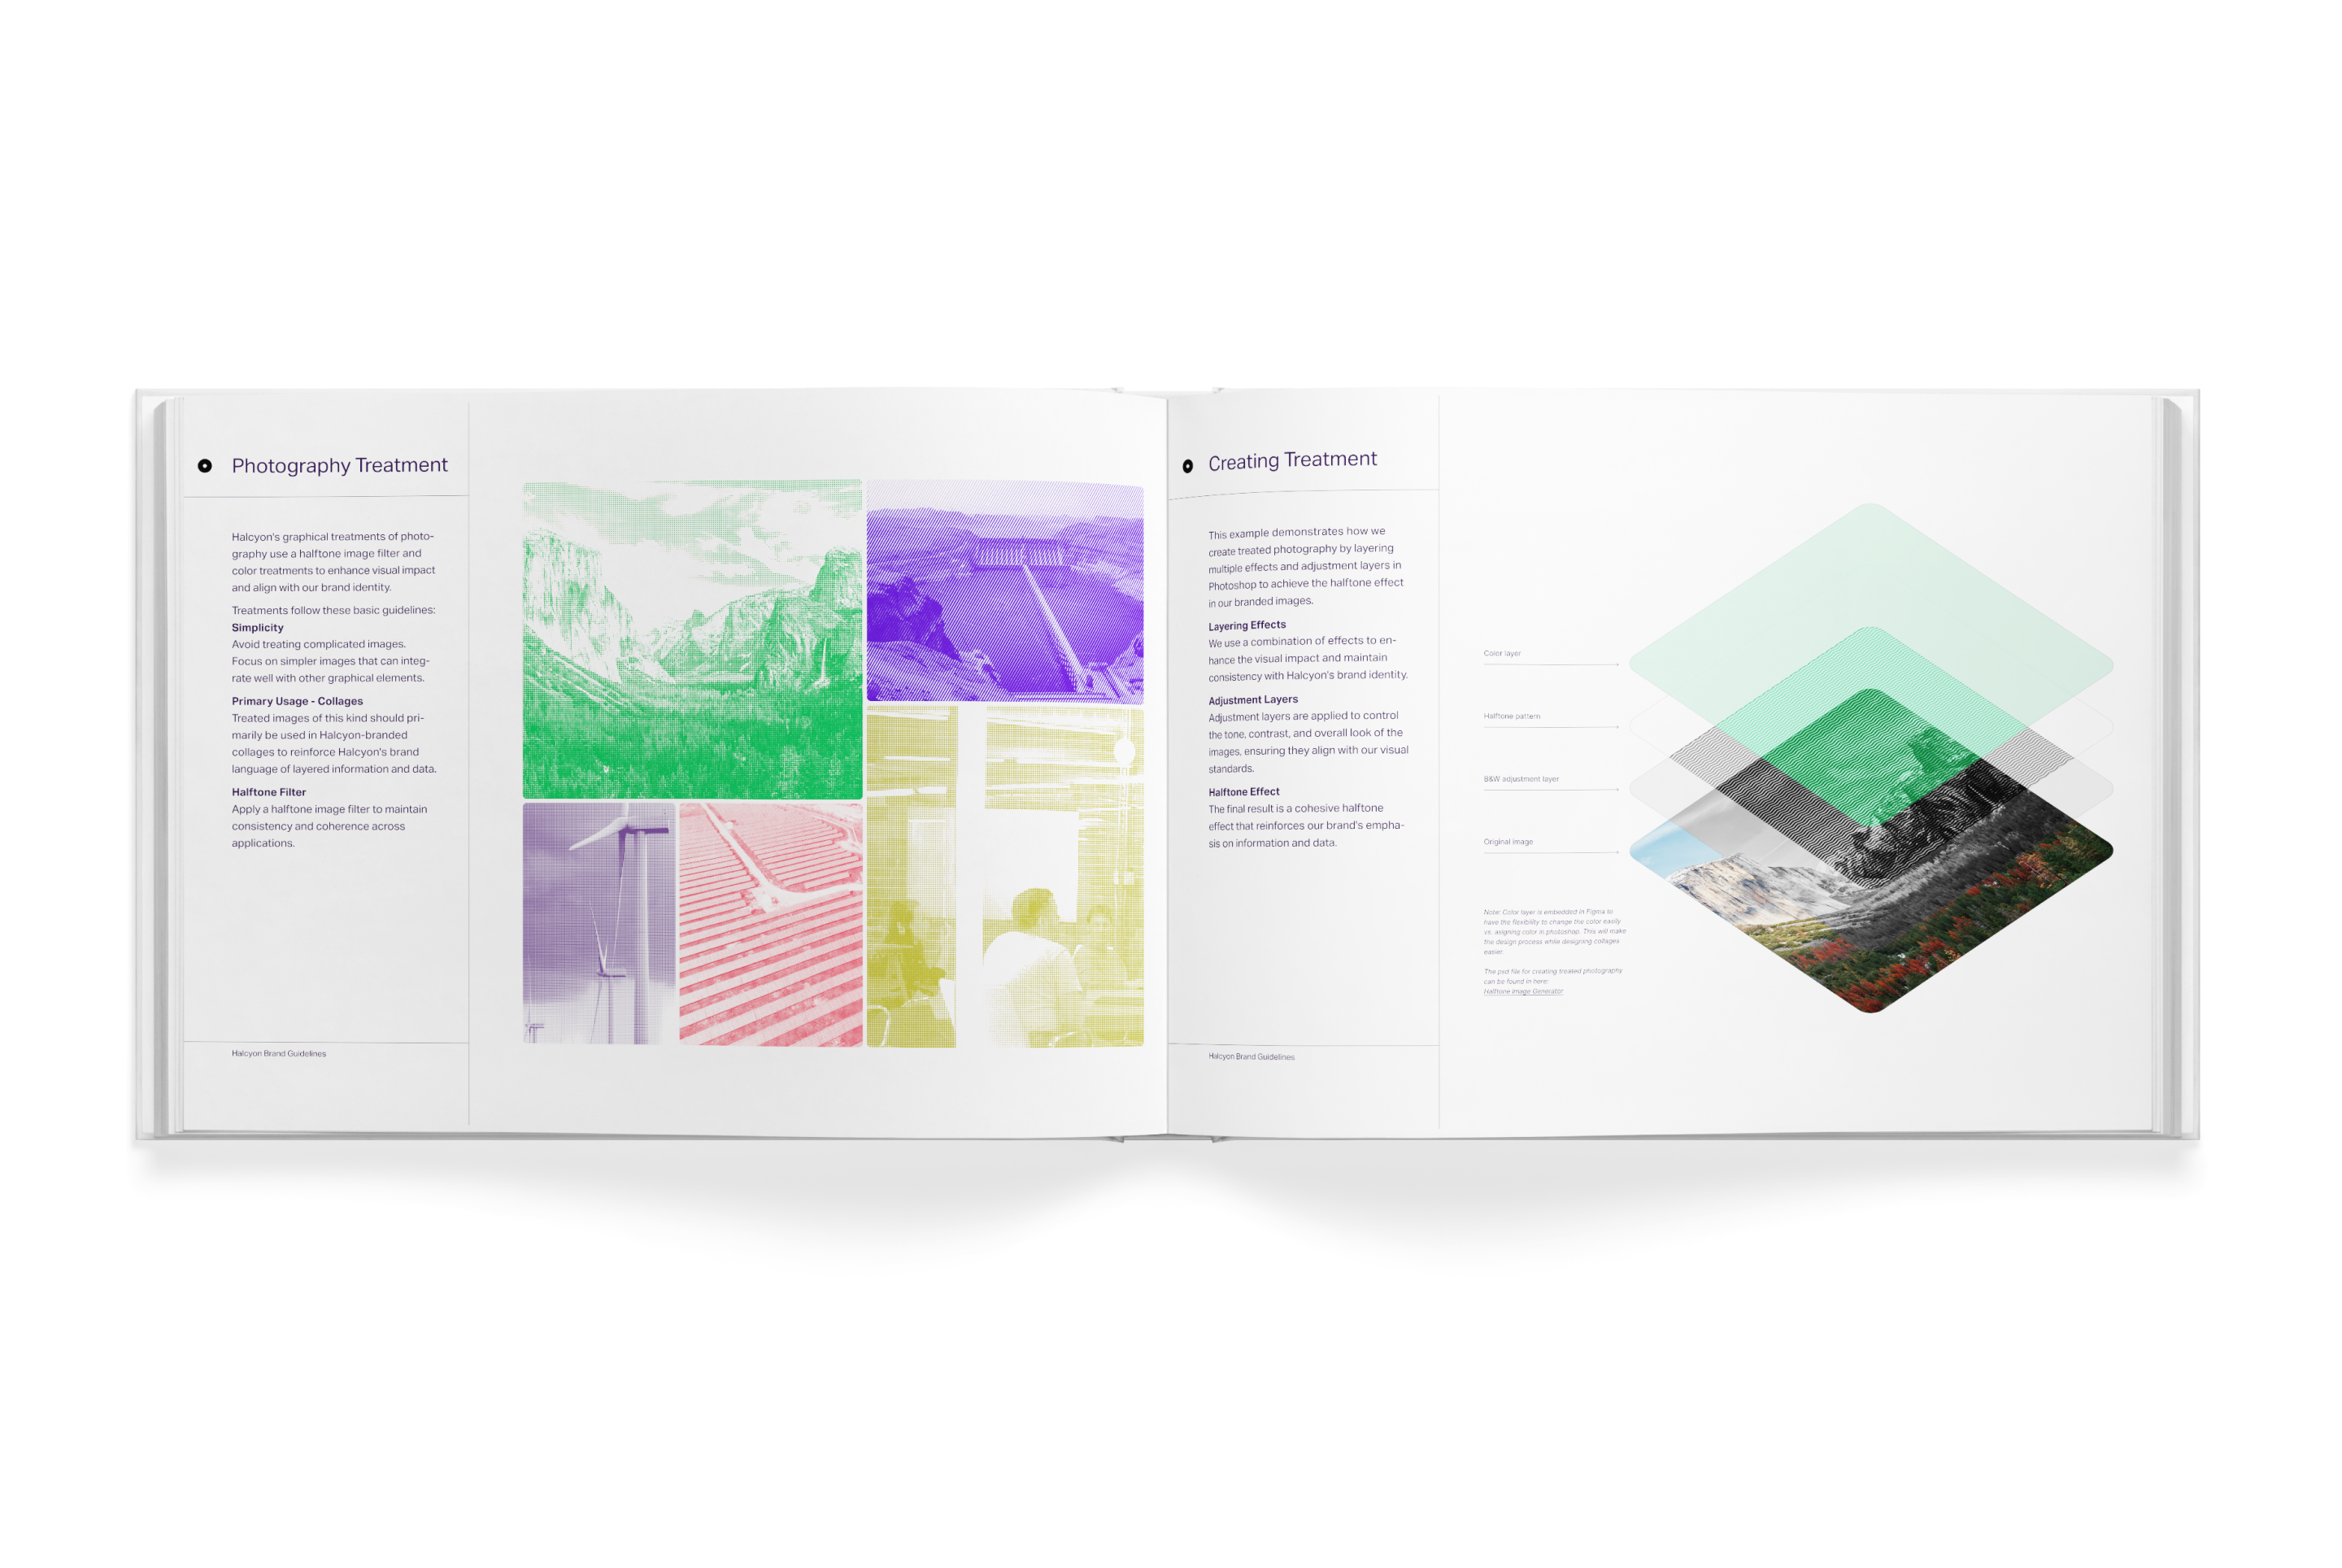 Photography Treatment
Halcyon's graphical treatments of photo-
graphy use a halftone image filter and
color treatments to enhance visual impact
and align with our brand identity.
Treatments follow these basic guidelines:
Simplicity
Avoid treating complicated images.
Focus on simpler images that can integ-
rate well with other graphical elements.
Primary Usage - Collages
Treated images of this kind should pri-
marily be used in Halcyon-branded
collages to reinforce Halcyon's brand
language of layered information and data.
Halftone Filter
Apply a halftone image filter to maintain
consistency and coherence across
applications.
Halcyon Brand Guidelines
Creating Treatment
This example demonstrates how we
create treated photography by layering
multiple effects and adjustment layers in
Photoshop to achieve the halftone effect
in our branded images.
Layering Effects
We use a combination of effects to en-
hance the visual impact and maintain
consistency with Halcyon's brand identity.
Adjustment Layers
Adjustment layers are applied to control
the tone, contrast, and overall look of the
images, ensuring they align with our visual
standards.
Halftone Effect
The final result is a cohesive halftone
effect that reinforces our brand's empha-
sis on information and data.
Halcyon Brand Guidelines
Color layer
Halftone pattern
B&W adjustment layer
Original image
Note: Color layer is embedded in Figma to
have the flexibility to change the color easily
vs. aligning color in photoshop. This will make
the design process while designing collages
easier.
The psd file for creating treated photography
can be found in here:
Halftone Image Generator